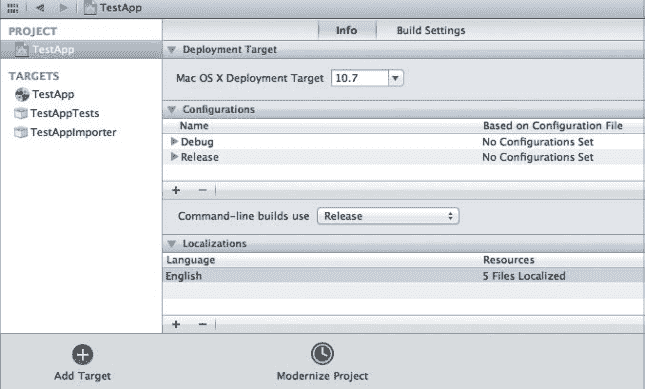 TestApp
PROJECT
TestApp
TARGETS
TestApp
TestAppTests
TestAppImporter
Info Build Settings
Deployment Target
Mac OS X Deployment Target 10.7
Configurations
Name Based on Configuration File
Debug No Configurations Set
Release No Configurations Set
+ −
Command-line builds use Release
Localizations
Language Resources
English 5 Files Localized
+ −
Add Target Modernize Project